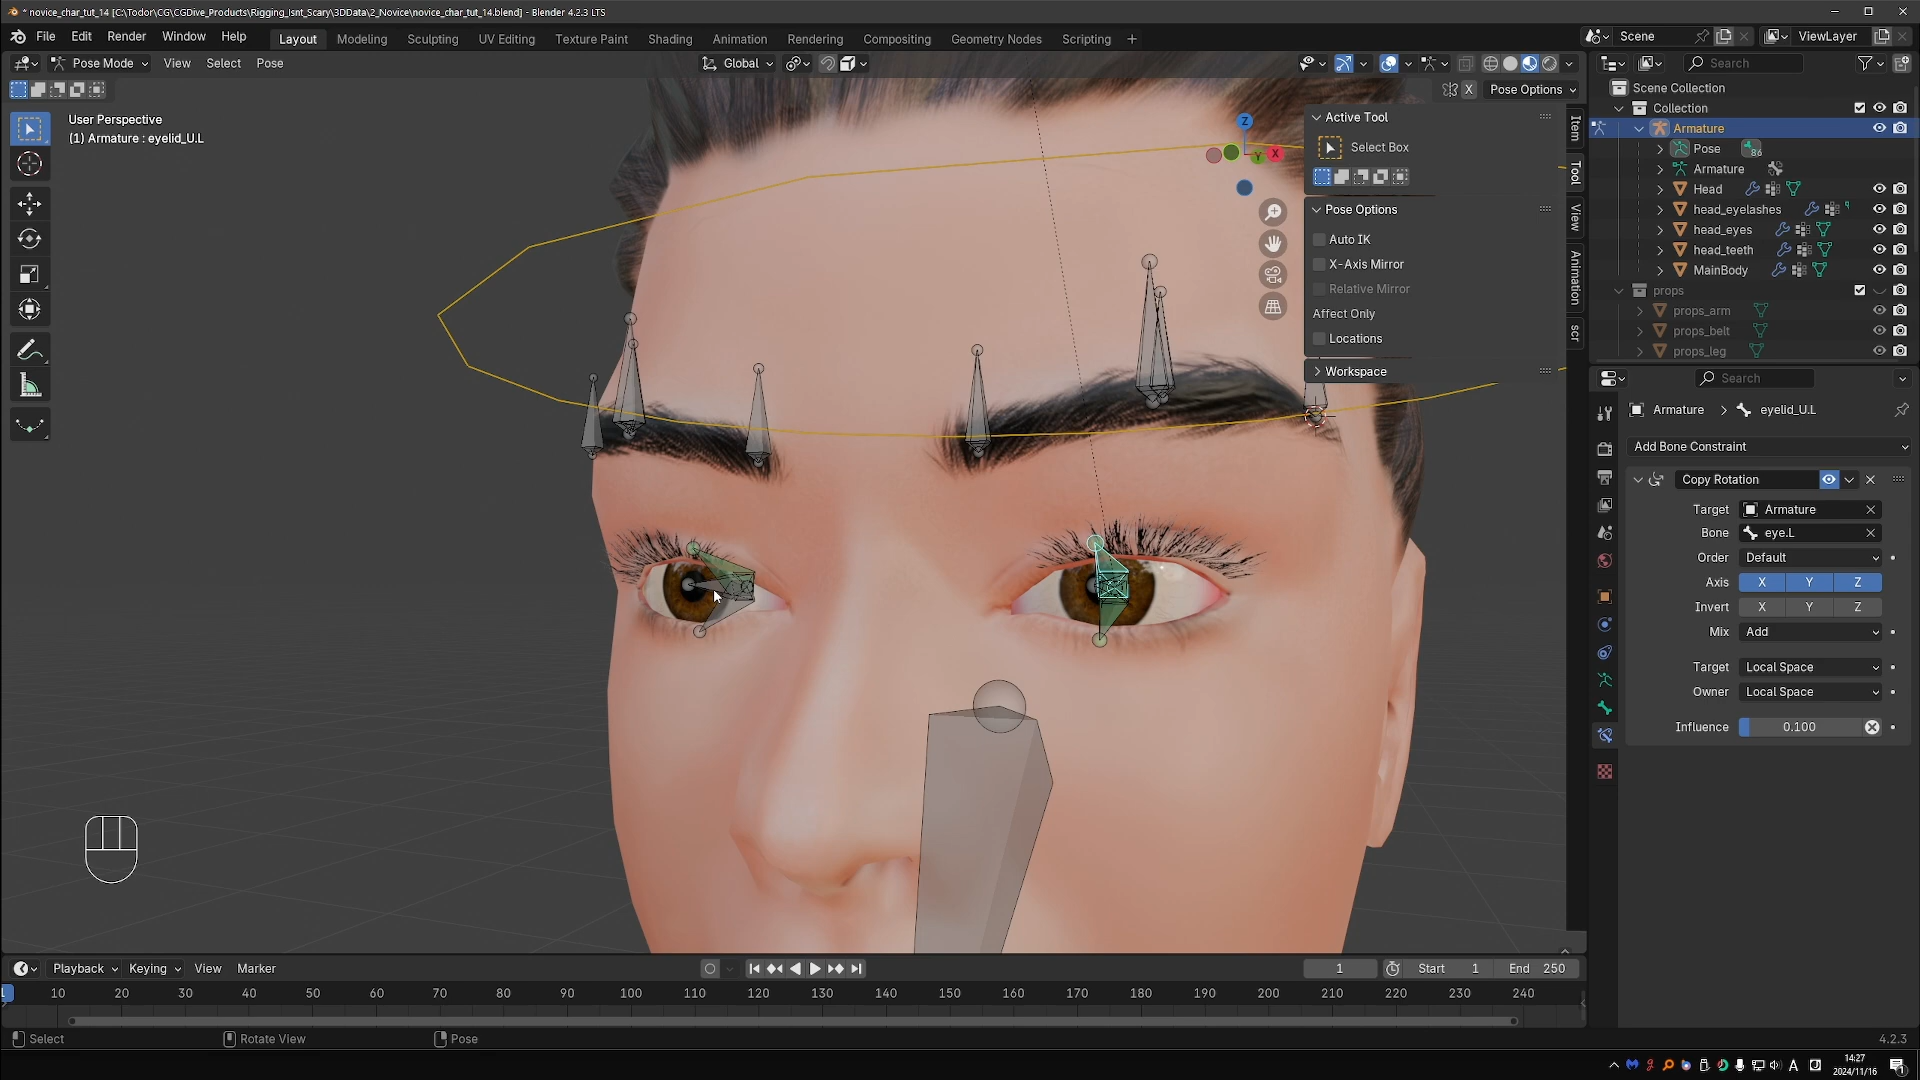 * novice_char_tut_14 [C:\Todor\CG\CGDive_Products\Rigging_Isnt_Scary\3DData\2_Novice\novice_char_tut_14.blend] - Blender 4.2.3 LTS
File Edit Render Window Help
Layout Modeling Sculpting UV Editing Texture Paint Shading Animation Rendering Compositing Geometry Nodes Scripting +
Scene ViewLayer
Pose Mode View Select Pose
Global
Search
X Pose Options
User Perspective
(1) Armature : eyelid_U.L
Z
Y
X
Active Tool
Select Box
Pose Options
Auto IK
X-Axis Mirror
Relative Mirror
Affect Only
Locations
Workspace
Item
Tool
View
Animation
scr
Scene Collection
Collection
Armature
Pose 86
Armature
Head
head_eyelashes
head_eyes
head_teeth
MainBody
props
props_arm
props_belt
props_leg
Search
Armature > eyelid_U.L
Add Bone Constraint
Copy Rotation
Target Armature
Bone eye.L
Order Default
Axis X Y Z
Invert X Y Z
Mix Add
Target Local Space
Owner Local Space
Influence 0.100
Playback Keying View Marker
1 Start 1 End 250
1 10 20 30 40 50 60 70 80 90 100 110 120 130 140 150 160 170 180 190 200 210 220 230 240
Select Rotate View Pose
4.2.3
A
14:27
2024/11/16